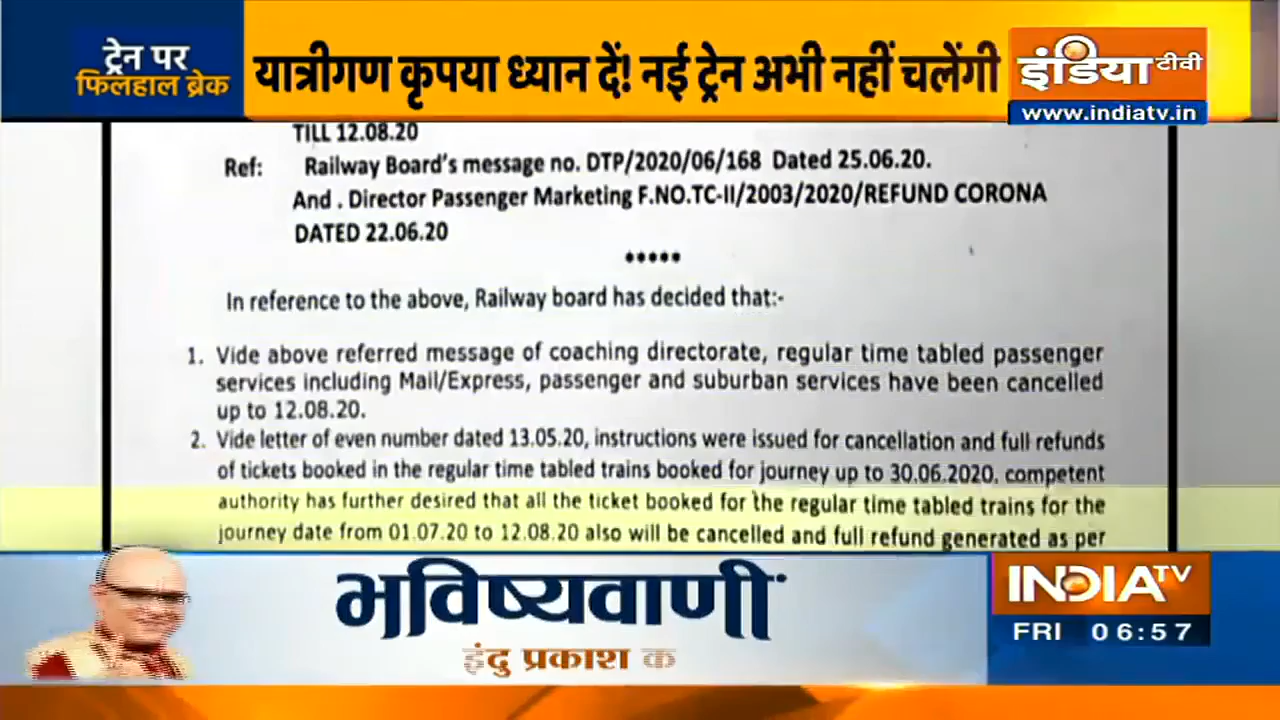 ट्रेन पर
फिलहाल ब्रेक
यात्रीगण कृपया ध्यान दें! नई ट्रेन अभी नहीं चलेंगी
इंडिया टीवी
www.indiatv.in
TILL 12.08.20
Ref: Railway Board's message no. DTP/2020/06/168 Dated 25.06.20.
And . Director Passenger Marketing F.NO.TC-II/2003/2020/REFUND CORONA
DATED 22.06.20
*****
In reference to the above, Railway board has decided that:-
1. Vide above referred message of coaching directorate, regular time tabled passenger
services including Mail/Express, passenger and suburban services have been cancelled
up to 12.08.20.
2. Vide letter of even number dated 13.05.20, instructions were issued for cancellation and full refunds
of tickets booked in the regular time tabled trains booked for journey up to 30.06.2020, competent
authority has further desired that all the ticket booked for the regular time tabled trains for the
journey date from 01.07.20 to 12.08.20 also will be cancelled and full refund generated as per
भविष्यवाणी
इंदु प्रकाश क
INDIA TV
FRI 06:57